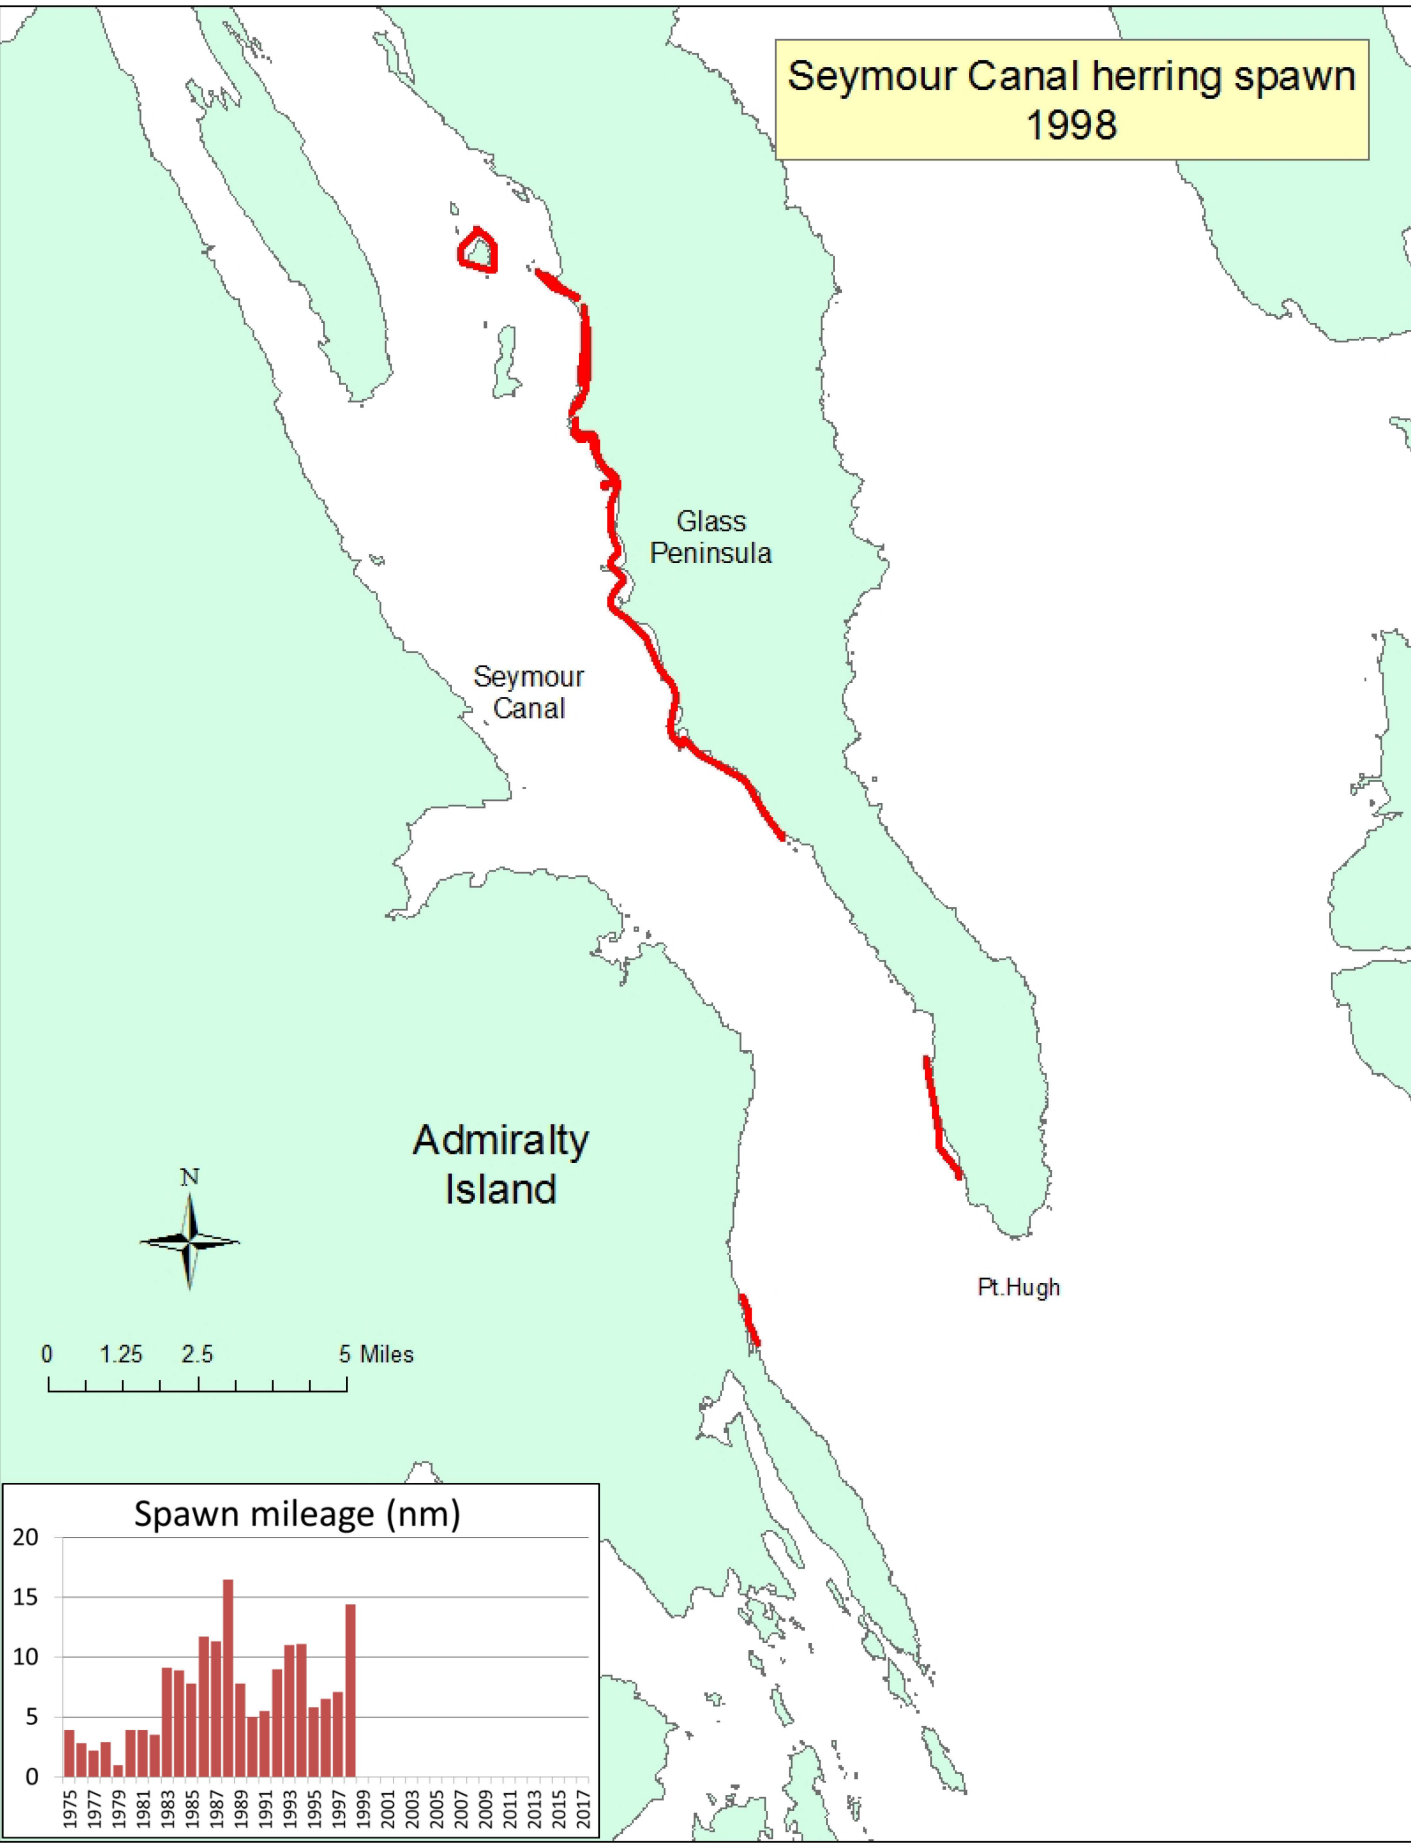 Seymour Canal herring spawn
1998
Glass
Peninsula
Seymour
Canal
Admiralty
Island
N
Pt.Hugh
0 1.25 2.5 5 Miles
Spawn mileage (nm)
20
15
10
5
0
1975 1977 1979 1981 1983 1985 1987 1989 1991 1993 1995 1997 1999 2001 2003 2005 2007 2009 2011 2013 2015 2017